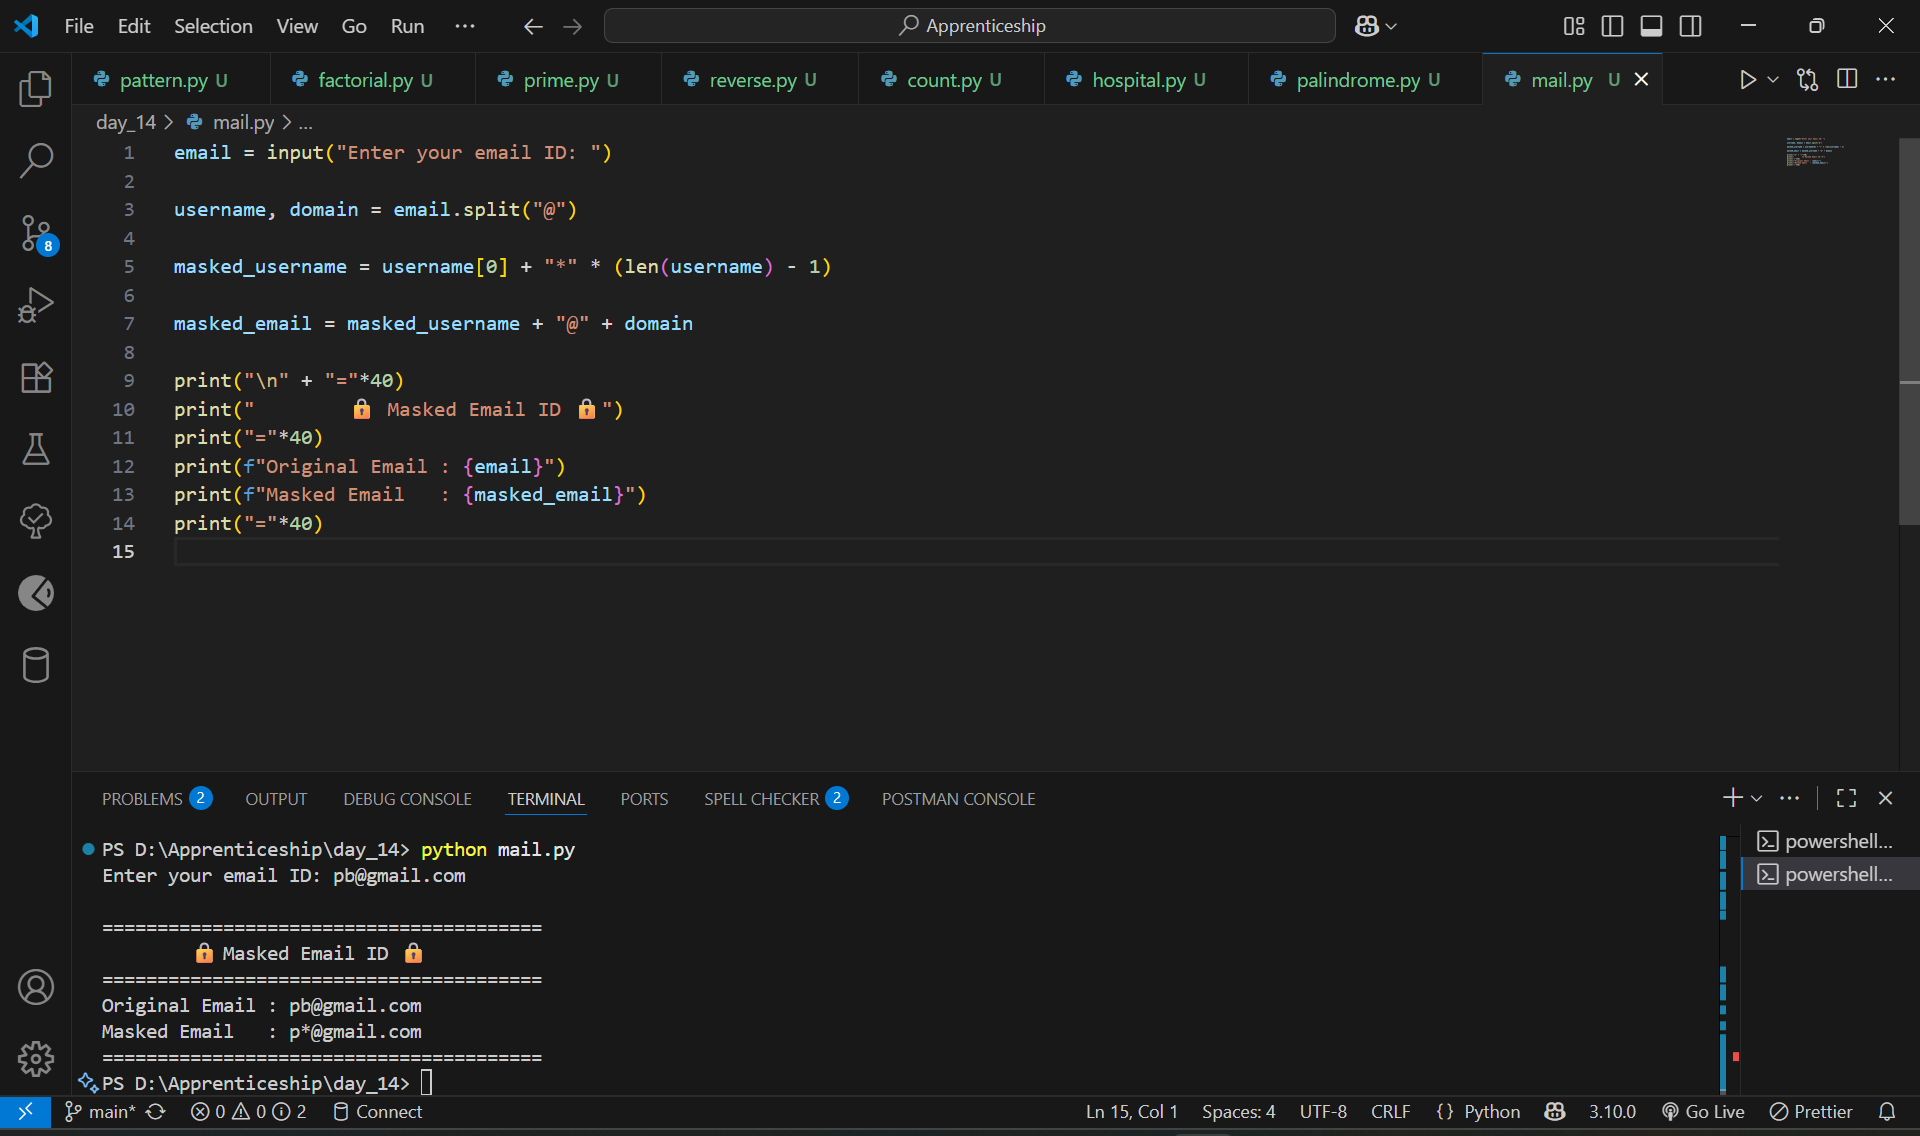 File Edit Selection View Go Run ··· Apprenticeship
pattern.py U factorial.py U prime.py U reverse.py U count.py U hospital.py U palindrome.py U mail.py U
day_14 > mail.py > ...
1 email = input("Enter your email ID: ")
2
3 username, domain = email.split("@")
4
5 masked_username = username[0] + "*" * (len(username) - 1)
6
7 masked_email = masked_username + "@" + domain
8
9 print("\n" + "="*40)
10 print("        🔒 Masked Email ID 🔒")
11 print("="*40)
12 print(f"Original Email : {email}")
13 print(f"Masked Email   : {masked_email}")
14 print("="*40)
15
8
PROBLEMS 2 OUTPUT DEBUG CONSOLE TERMINAL PORTS SPELL CHECKER 2 POSTMAN CONSOLE
PS D:\Apprenticeship\day_14> python mail.py
Enter your email ID: pb@gmail.com
========================================
🔒 Masked Email ID 🔒
========================================
Original Email : pb@gmail.com
Masked Email   : p*@gmail.com
========================================
PS D:\Apprenticeship\day_14>
powershell...
powershell...
main* 0 0 2 Connect Ln 15, Col 1 Spaces: 4 UTF-8 CRLF {} Python 3.10.0 Go Live Prettier